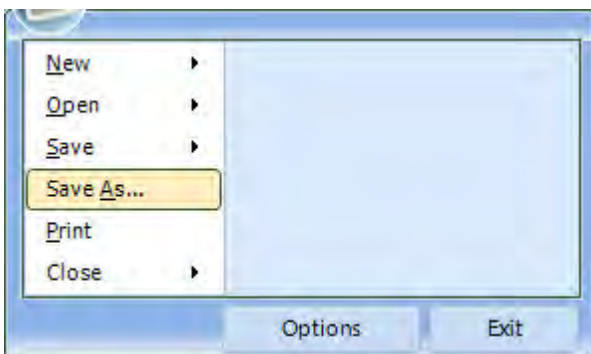 New
Open
Save
Save As...
Print
Close
Options Exit